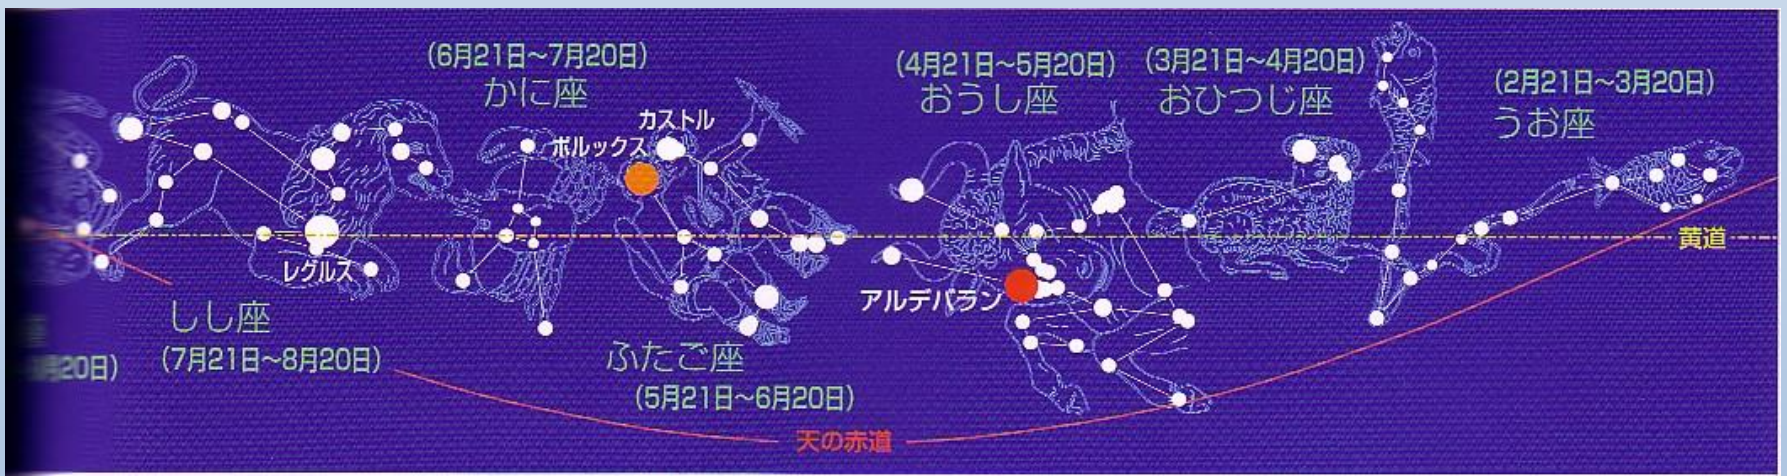 (6月21日~7月20日)
かに座
カストル
ポルックス
(4月21日~5月20日)
おうし座
(3月21日~4月20日)
おひつじ座
(2月21日~3月20日)
うお座
レグルス
しし座
(7月21日~8月20日)
ふたご座
(5月21日~6月20日)
アルデバラン
黄道
天の赤道
月20日)